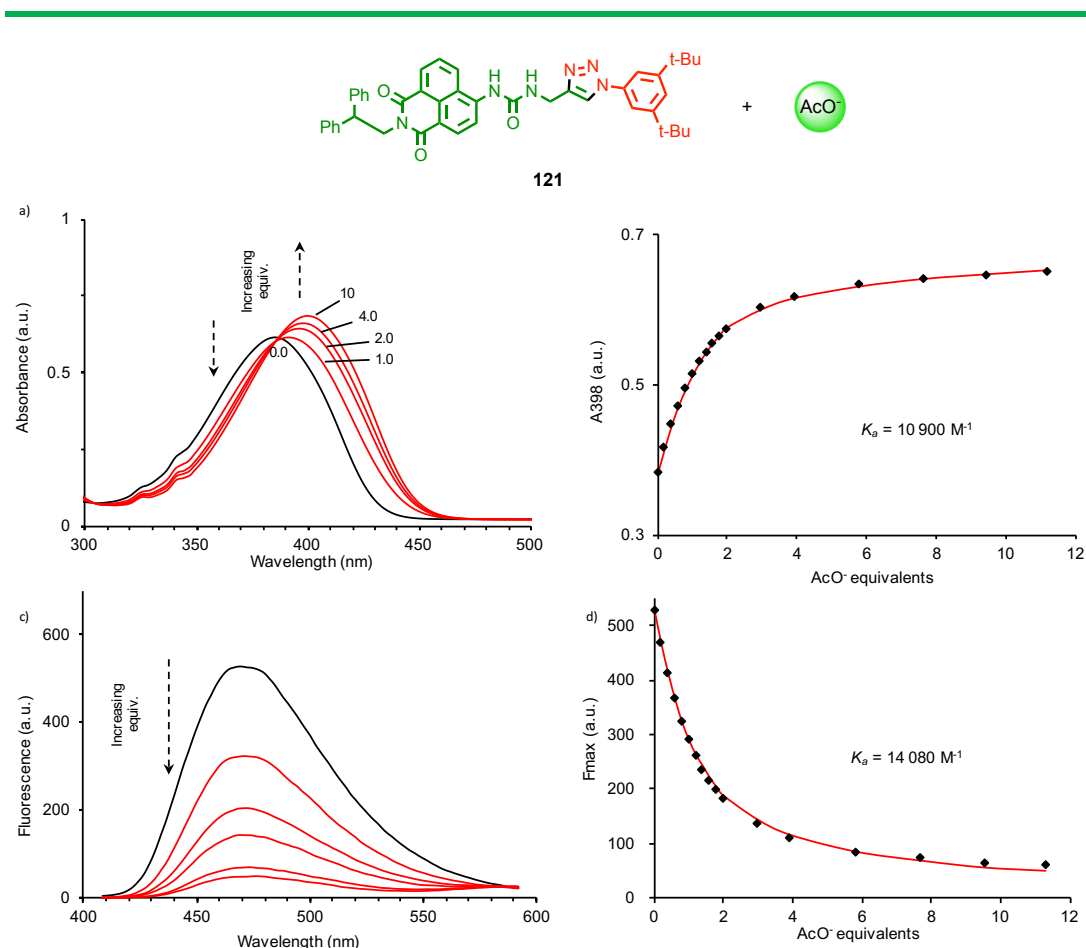 t-Bu
N N
N
Ph
O
H N
H N
O
Ph
N
O
t-Bu
+
AcO-
121
a)
Absorbance (a.u.)
1
0.5
0
Increasing equiv.
10
4.0
2.0
1.0
0.0
300 350 400 450 500
Wavelength (nm)
A398 (a.u.)
0.7
0.5
0.3
Ka = 10 900 M-1
0 2 4 6 8 10 12
AcO- equivalents
c)
Fluorescence (a.u.)
600
400
200
0
Increasing equiv.
400 450 500 550 600
Wavelength (nm)
d)
Fmax (a.u.)
500
400
300
200
100
0
Ka = 14 080 M-1
0 2 4 6 8 10 12
AcO- equivalents